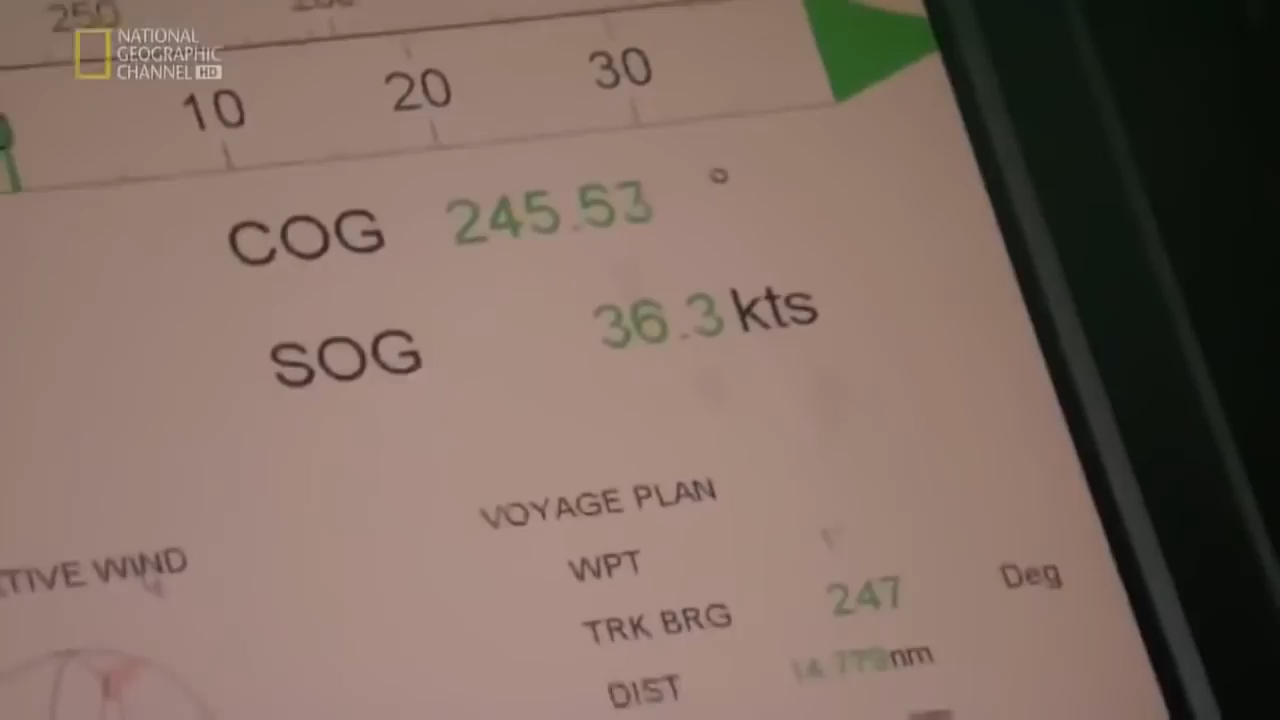 250
NATIONAL
GEOGRAPHIC
CHANNEL HD
10 20 30
COG 245.53 °
SOG 36.3 kts
VOYAGE PLAN
WIND
WPT
TRK BRG 247 Deg
DIST nm